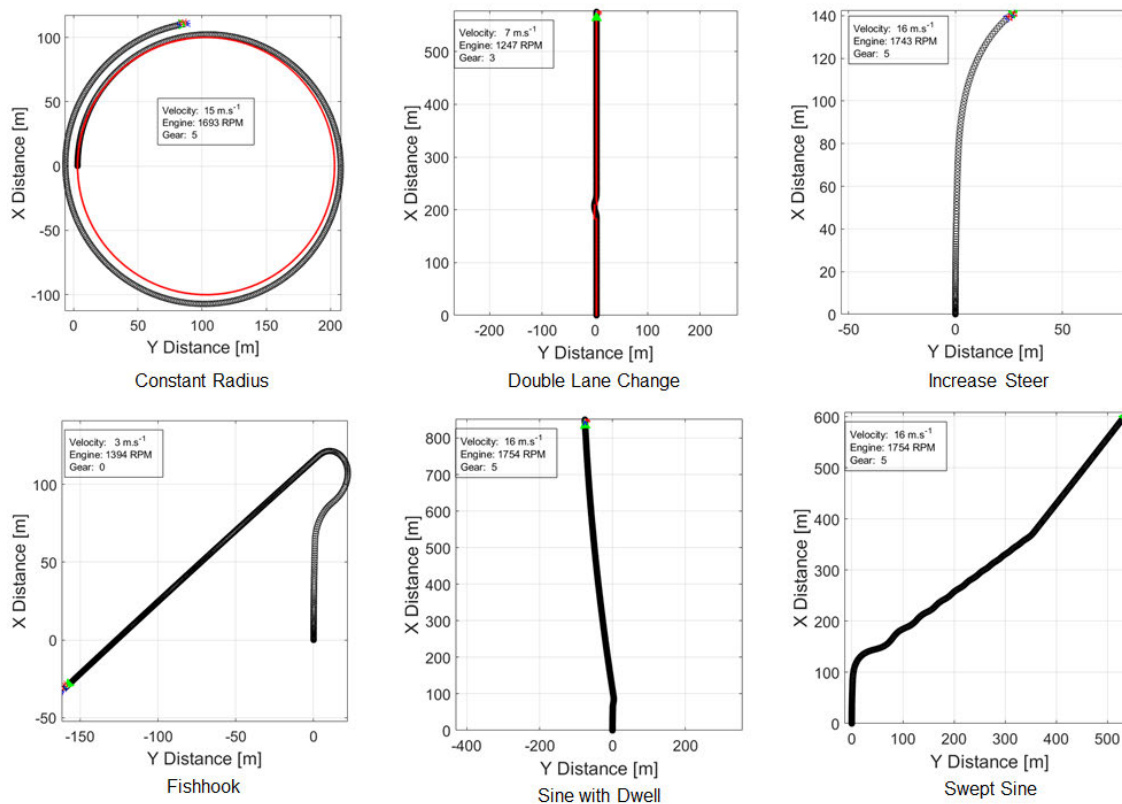 Velocity: 15 m.s⁻¹
Engine: 1693 RPM
Gear: 5
X Distance [m]
100
50
0
-50
-100
0 50 100 150 200
Y Distance [m]
Constant Radius
Velocity: 7 m.s⁻¹
Engine: 1247 RPM
Gear: 3
X Distance [m]
500
400
300
200
100
0
-200 -100 0 100 200
Y Distance [m]
Double Lane Change
Velocity: 16 m.s⁻¹
Engine: 1743 RPM
Gear: 5
X Distance [m]
140
120
100
80
60
40
20
0
-50 0 50
Y Distance [m]
Increase Steer
Velocity: 3 m.s⁻¹
Engine: 1394 RPM
Gear: 0
X Distance [m]
100
50
0
-50
-150 -100 -50 0
Y Distance [m]
Fishhook
Velocity: 16 m.s⁻¹
Engine: 1754 RPM
Gear: 5
X Distance [m]
800
700
600
500
400
300
200
100
0
-400 -200 0 200
Y Distance [m]
Sine with Dwell
Velocity: 16 m.s⁻¹
Engine: 1754 RPM
Gear: 5
X Distance [m]
600
500
400
300
200
100
0
0 100 200 300 400 500
Y Distance [m]
Swept Sine